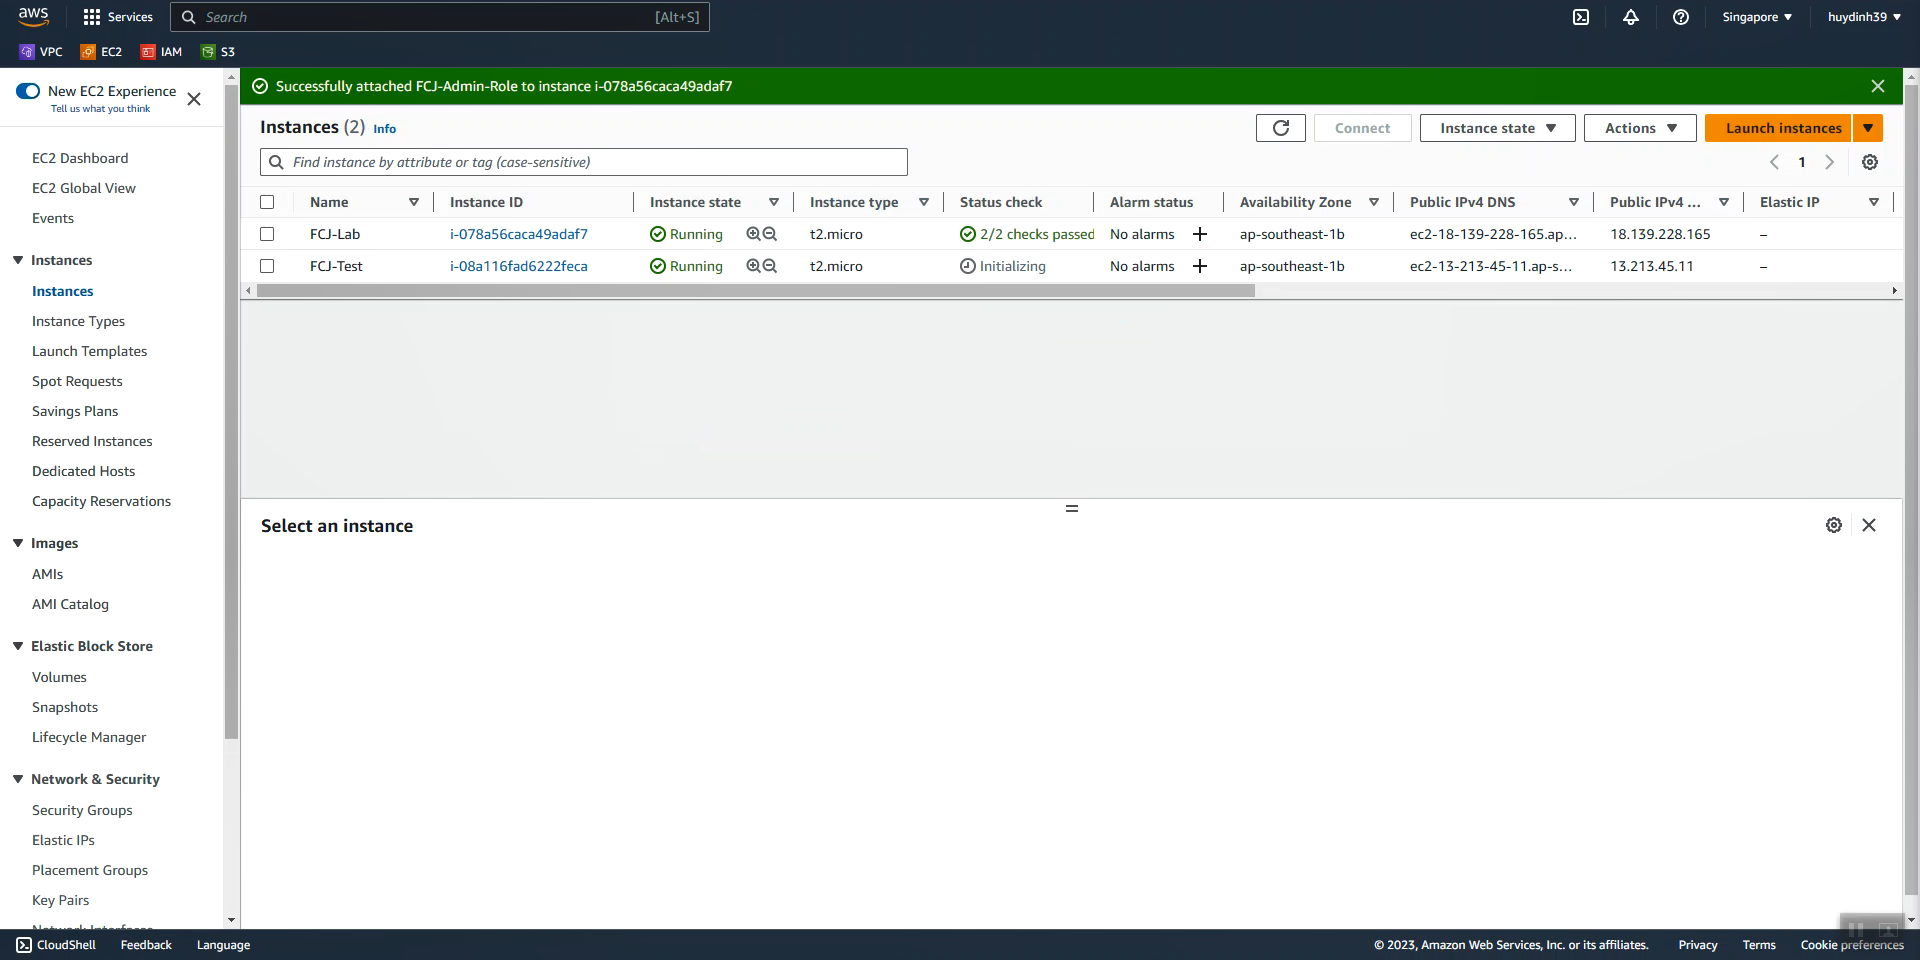 aws
Services
Search
[Alt+S]
Singapore
huydinh39
VPC
EC2
IAM
S3
New EC2 Experience
Tell us what you think
EC2 Dashboard
EC2 Global View
Events
Instances
Instances
Instance Types
Launch Templates
Spot Requests
Savings Plans
Reserved Instances
Dedicated Hosts
Capacity Reservations
Images
AMIs
AMI Catalog
Elastic Block Store
Volumes
Snapshots
Lifecycle Manager
Network & Security
Security Groups
Elastic IPs
Placement Groups
Key Pairs
Successfully attached FCJ-Admin-Role to instance i-078a56caca49adaf7
Instances (2) Info
Connect
Instance state
Actions
Launch instances
Find instance by attribute or tag (case-sensitive)
1
Name Instance ID Instance state Instance type Status check Alarm status Availability Zone Public IPv4 DNS Public IPv4 ... Elastic IP
FCJ-Lab i-078a56caca49adaf7 Running t2.micro 2/2 checks passed No alarms + ap-southeast-1b ec2-18-139-228-165.ap... 18.139.228.165 –
FCJ-Test i-08a116fad6222feca Running t2.micro Initializing No alarms + ap-southeast-1b ec2-13-213-45-11.ap-s... 13.213.45.11 –
Select an instance
CloudShell
Feedback
Language
© 2023, Amazon Web Services, Inc. or its affiliates.
Privacy
Terms
Cookie preferences